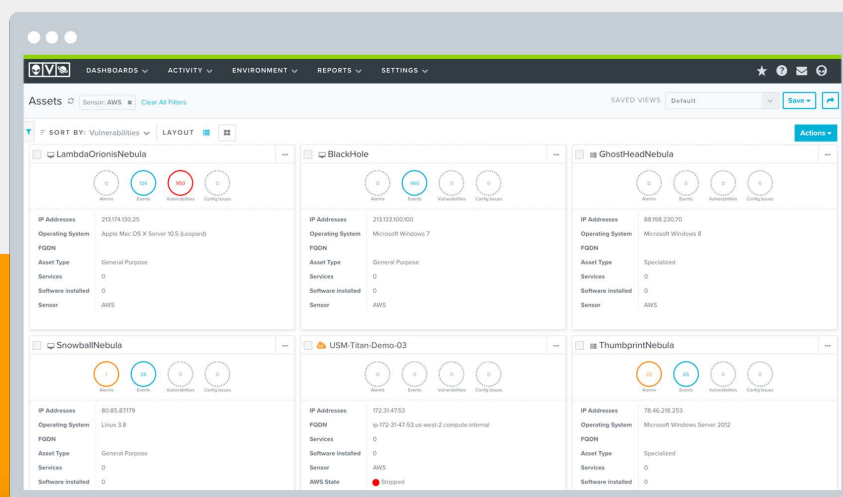 DASHBOARDS ACTIVITY ENVIRONMENT REPORTS SETTINGS
Assets Sensor: AWS x Clear All Filters SAVED VIEWS Default Save
SORT BY: Vulnerabilities LAYOUT Actions
LambdaOrionisNebula ... BlackHole ... GhostHeadNebula ...
0 136 950 0 0 960 0 0 0 0 0 0
Alarms Events Vulnerabilities Config Issues Alarms Events Vulnerabilities Config Issues Alarms Events Vulnerabilities Config Issues
IP Addresses 213.174.130.25 IP Addresses 213.133.100.100 IP Addresses 88.198.230.70
Operating System Apple Mac OS X Server 10.5 (Leopard) Operating System Microsoft Windows 7 Operating System Microsoft Windows 8
FQDN FQDN FQDN
Asset Type General Purpose Asset Type General Purpose Asset Type Specialized
Services 0 Services 0 Services 0
Software installed 0 Software installed 0 Software installed 0
Sensor AWS Sensor AWS Sensor AWS
SnowballNebula ... USM-Titan-Demo-03 ... ThumbprintNebula ...
1 28 0 0 0 0 0 0 22 65 0 0
Alarms Events Vulnerabilities Config Issues Alarms Events Vulnerabilities Config Issues Alarms Events Vulnerabilities Config Issues
IP Addresses 80.85.87.179 IP Addresses 172.31.47.53 IP Addresses 78.46.218.253
Operating System Linux 3.8 FQDN ip-172-31-47-53.us-west-2.compute.internal Operating System Microsoft Windows Server 2012
FQDN Services 0 FQDN
Asset Type General Purpose Software installed 0 Asset Type Specialized
Services 0 Sensor AWS Services 0
Software installed 0 AWS State Stopped Software installed 0